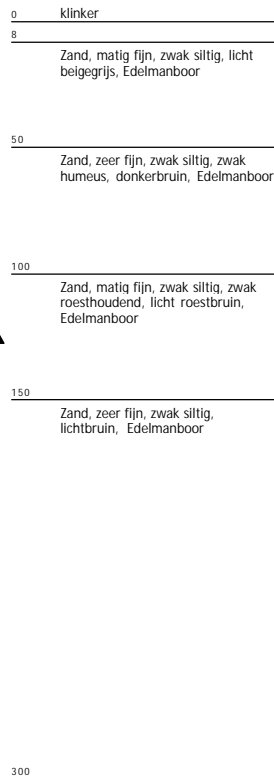 0 klinker
8
Zand, matig fijn, zwak siltig, licht
beigegrijs, Edelmanboor
50
Zand, zeer fijn, zwak siltig, zwak
humeus, donkerbruin, Edelmanboor
100
Zand, matig fijn, zwak siltig, zwak
roesthoudend, licht roestbruin,
Edelmanboor
150
Zand, zeer fijn, zwak siltig,
lichtbruin, Edelmanboor
300